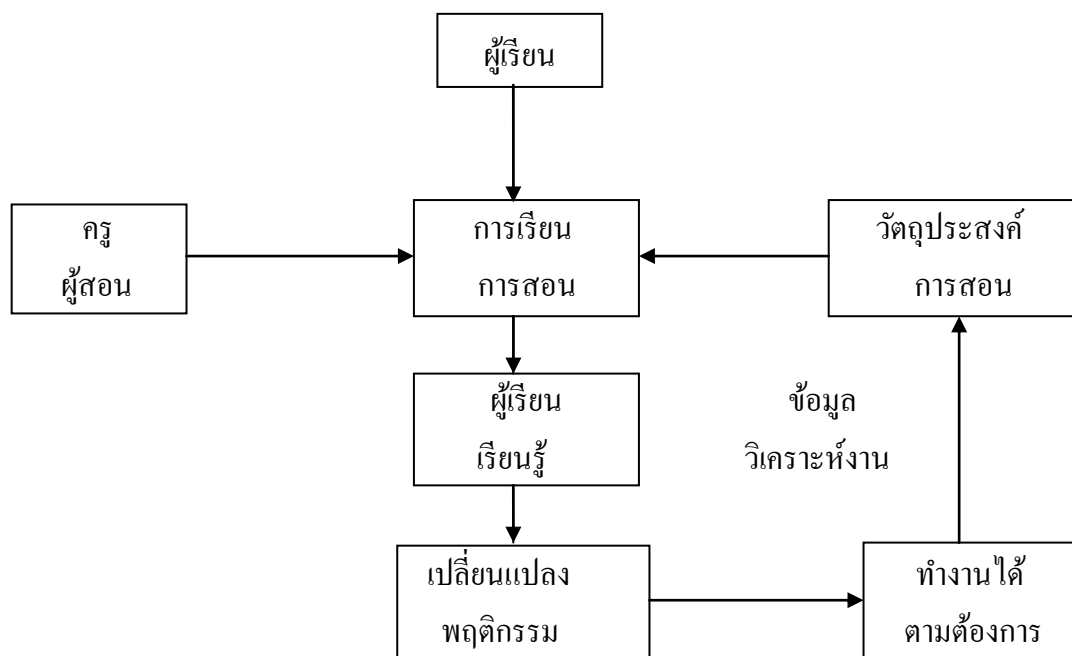 ผู้เรียน
ครู
ผู้สอน
การเรียน
การสอน
วัตถุประสงค์
การสอน
ผู้เรียน
เรียนรู้
ข้อมูล
วิเคราะห์งาน
เปลี่ยนแปลง
พฤติกรรม
ทำงานได้
ตามต้องการ